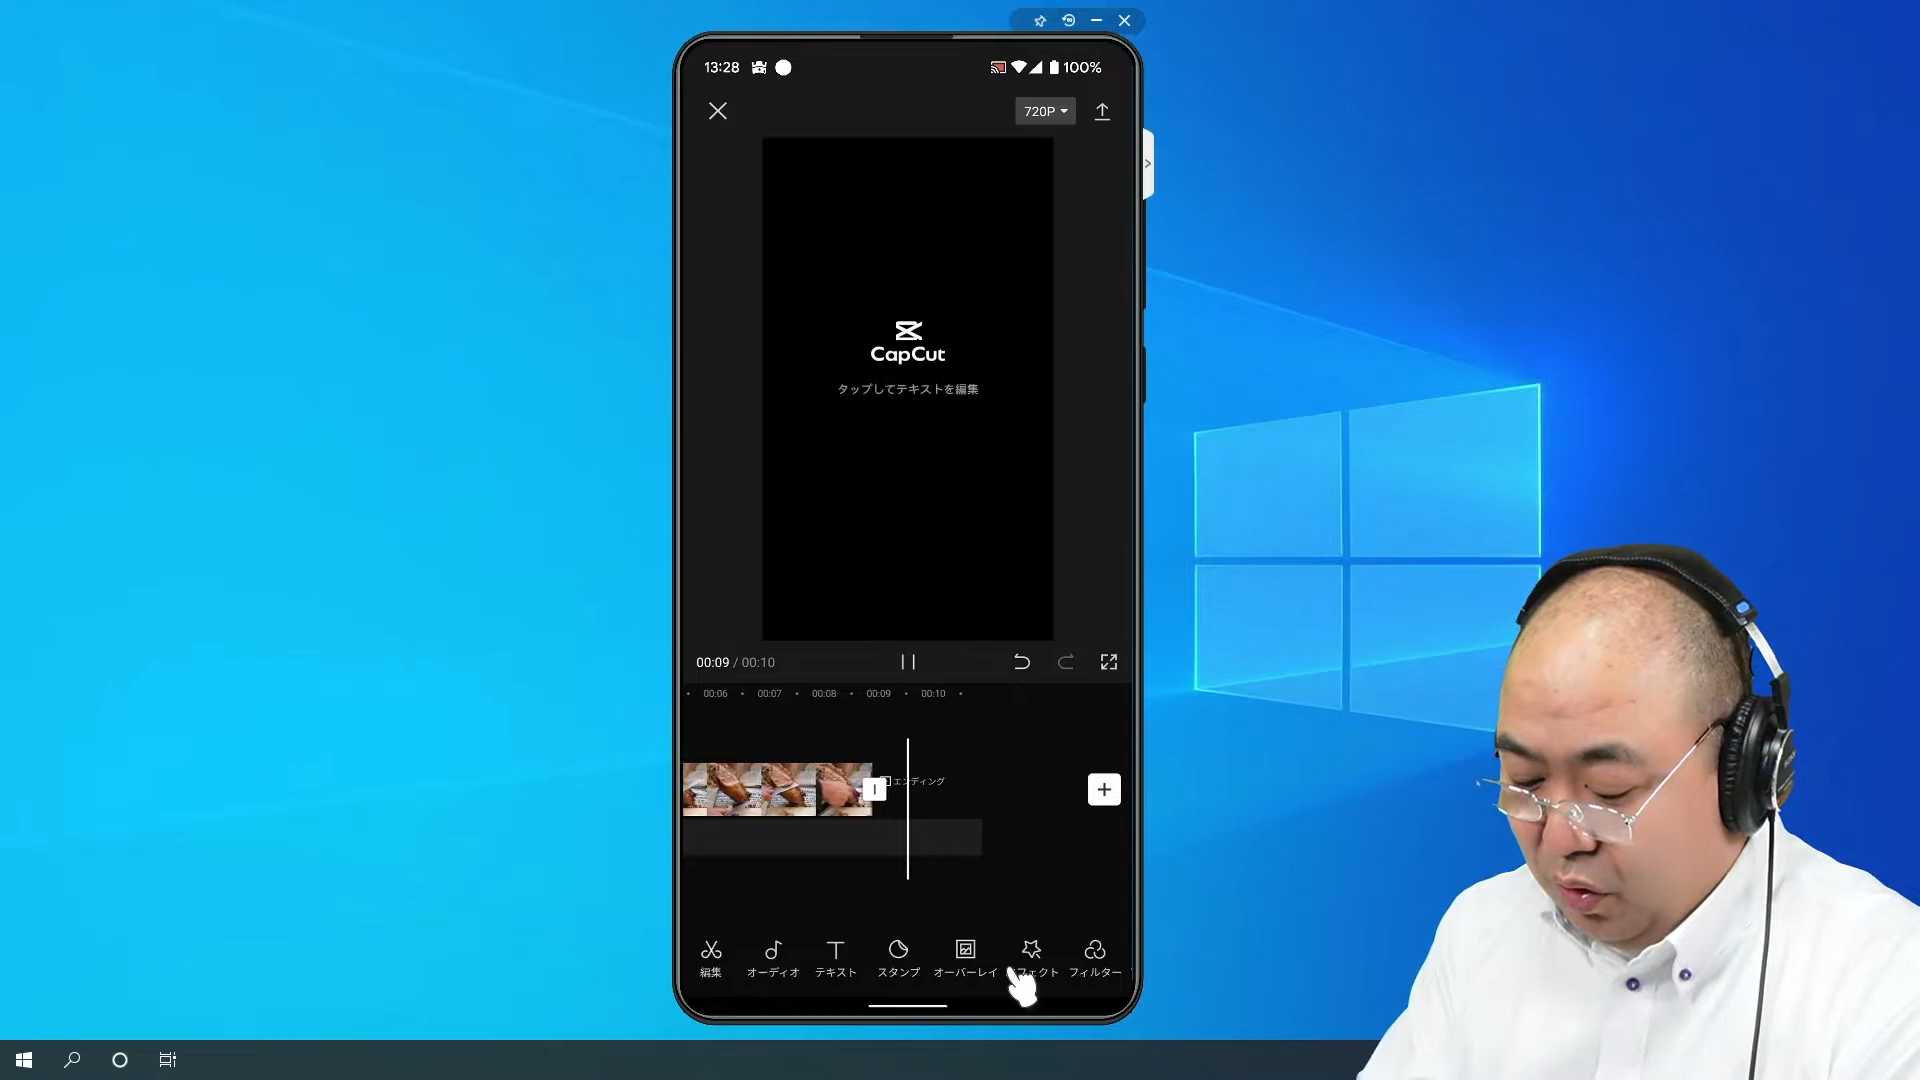 13:28
100%
720P
CapCut
タップしてテキストを編集
00:09 / 00:10
00:06 00:07 00:08 00:09 00:10
エンディング
編集 オーディオ テキスト スタンプ オーバーレイ フェクト フィルター